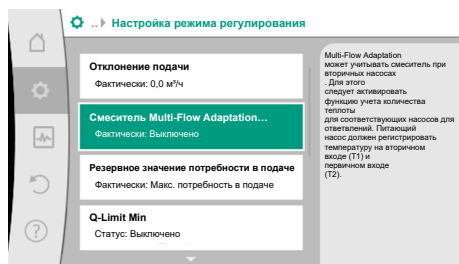 ..▸ Настройка режима регулирования
Отклонение подачи
Фактически: 0,0 м³/ч
Смеситель Multi-Flow Adaptation…
Фактически: Выключено
Резервное значение потребности в подаче
Фактически: Макс. потребность в подаче
Q-Limit Min
Статус: Выключено
Multi-Flow Adaptation
может учитывать смеситель при
вторичных насосах
. Для этого
следует активировать
функцию учета количества
теплоты
для соответствующих насосов для
ответвлений. Питающий
насос должен регистрировать
температуру на вторичном
входе (T1) и
первичном входе
(T2).